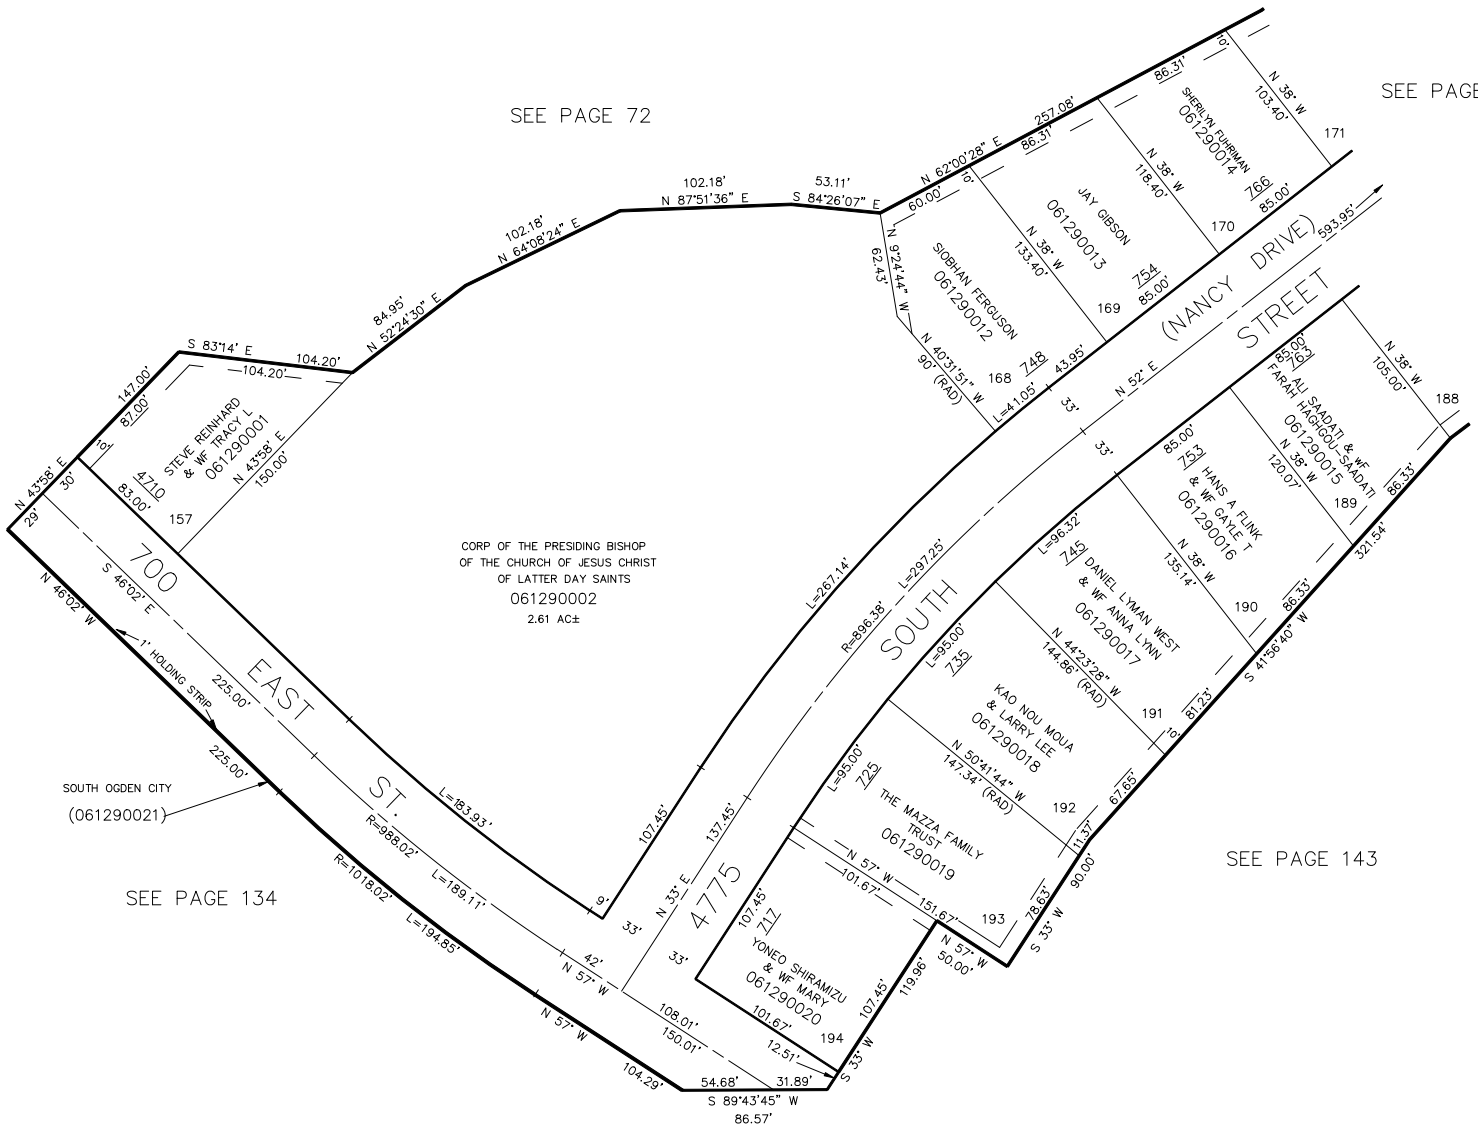 SEE PAGE 72
SEE PAGE
SEE PAGE 134
SEE PAGE 143
S 83°14' E
104.20'
104.20'
147.00'
87.00'
N 43°58' E
10'
30'
29'
83.00'
4710
STEVE REINHARD
& WF TRACY L
061290001
N 43°58' E
150.00'
157
84.95'
N 52°24'30" E
102.18'
N 64°08'24" E
102.18'
N 87°51'36" E
53.11'
S 84°26'07" E
N 62°00'28" E
257.08'
60.00'
10'
86.31'
86.31'
10'
N 9°24'44" W
62.43'
N 40°31'51" W
90' (RAD)
SIOBHAN FERGUSON
061290012
748
168
L=41.05'
43.95'
N 38° W
133.40'
JAY GIBSON
061290013
754
85.00'
169
N 38° W
118.40'
SHERILYN FUHRIMAN
061290014
766
85.00'
170
N 38° W
103.40'
171
(NANCY DRIVE)
593.95'
STREET
N 52° E
33'
33'
CORP OF THE PRESIDING BISHOP
OF THE CHURCH OF JESUS CHRIST
OF LATTER DAY SAINTS
061290002
2.61 AC±
L=267.14'
L=297.25'
R=896.38'
SOUTH
700
EAST
ST.
S 46°02' E
225.00'
N 46°02' W
1' HOLDING STRIP
225.00'
SOUTH OGDEN CITY
(061290021)
L=183.93'
R=988.02'
L=189.11'
R=1018.02'
L=194.85'
107.45'
137.45'
N 33° E
4775
9'
33'
33'
42'
N 57° W
N 57° W
104.29'
108.01'
150.01'
54.68'
31.89'
S 89°43'45" W
86.57'
12.51'
101.67'
S 33° W
107.45'
119.96'
107.45'
717
YONEO SHIRAMIZU
& WF MARY
061290020
194
N 57° W
101.67'
151.67'
N 57° W
50.00'
S 33° W
78.63'
90.00'
11.37'
193
L=95.00'
725
THE MAZZA FAMILY
TRUST
061290019
N 50°41'44" W
147.34' (RAD)
192
67.65'
L=95.00'
735
KAO NOU MOUA
& LARRY LEE
061290018
N 44°23'28" W
144.86' (RAD)
191
10'
81.23'
L=96.32'
745
DANIEL LYMAN WEST
& WF ANNA LYNN
061290017
N 38° W
135.14'
190
86.33'
S 41°56'40" W
321.54'
85.00'
753
HANS A FLINK
& WF GAYLE T
061290016
N 38° W
120.07'
189
86.33'
85.00'
763
ALI SAADATI & WF
FARAH HAGHGOU-SAADATI
061290015
N 38° W
105.00'
188